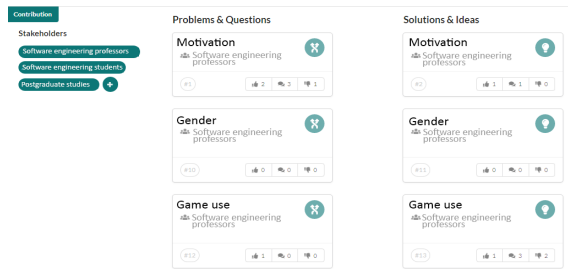 Contribution
Stakeholders
Software engineering professors
Software engineering students
Postgraduate studies
Problems & Questions
Motivation
Software engineering
professors
#1
2 3 1
Gender
Software engineering
professors
#10
0 0 0
Game use
Software engineering
professors
#12
1 0 0
Solutions & Ideas
Motivation
Software engineering
professors
#2
1 1 0
Gender
Software engineering
professors
#11
0 0 0
Game use
Software engineering
professors
#13
1 3 2